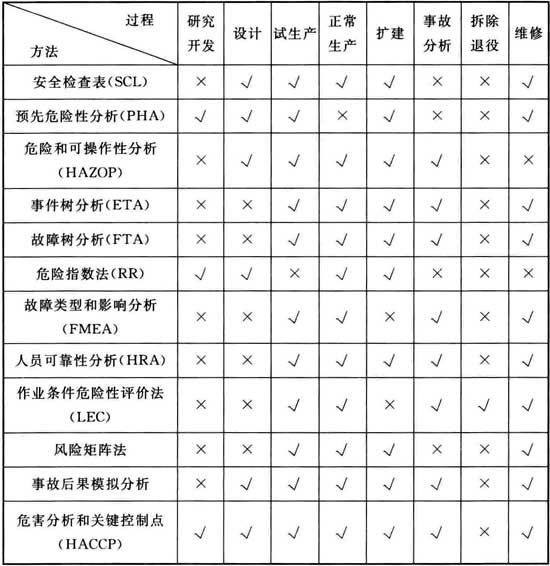 过程
方法
研究
开发
设计
试生产
正常
生产
扩建
事故
分析
拆除
退役
维修
安全检查表(SCL) × √ √ √ √ × × √
预先危险性分析(PHA) √ √ √ × √ × × √
危险和可操作性分析
(HAZOP) × √ √ √ √ √ × ×
事件树分析(ETA) × × √ √ √ √ × √
故障树分析(FTA) × × √ √ √ √ × √
危险指数法(RR) √ √ × √ √ × × ×
故障类型和影响分析
(FMEA) × × √ √ × √ × √
人员可靠性分析(HRA) × × √ √ √ √ × √
作业条件危险性评价法
(LEC) × × √ √ × √ √ √
风险矩阵法 × × √ √ √ × × √
事故后果模拟分析 × √ √ √ √ √ × √
危害分析和关键控制点
(HACCP) √ √ √ √ √ √ × √